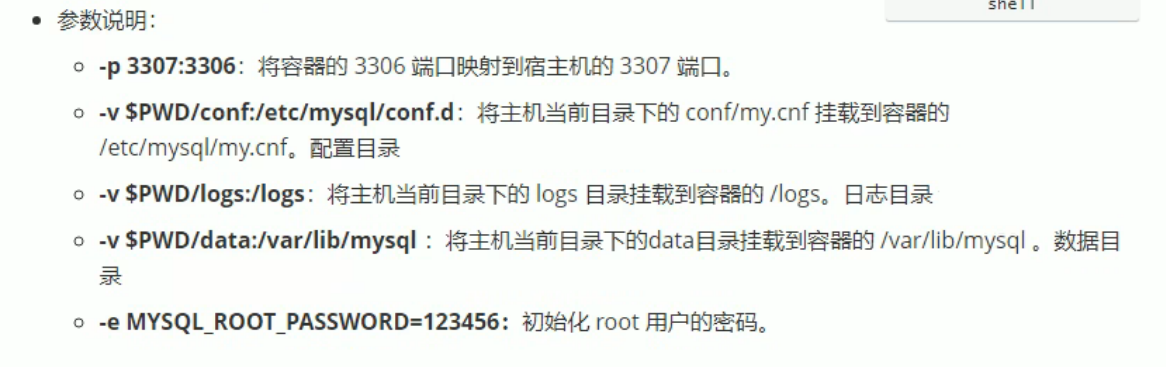 shell
参数说明：
-p 3307:3306：将容器的 3306 端口映射到宿主机的 3307 端口。
-v $PWD/conf:/etc/mysql/conf.d：将主机当前目录下的 conf/my.cnf 挂载到容器的
/etc/mysql/my.cnf。配置目录
-v $PWD/logs:/logs：将主机当前目录下的 logs 目录挂载到容器的 /logs。日志目录
-v $PWD/data:/var/lib/mysql ：将主机当前目录下的data目录挂载到容器的 /var/lib/mysql 。数据目
录
-e MYSQL_ROOT_PASSWORD=123456：初始化 root 用户的密码。